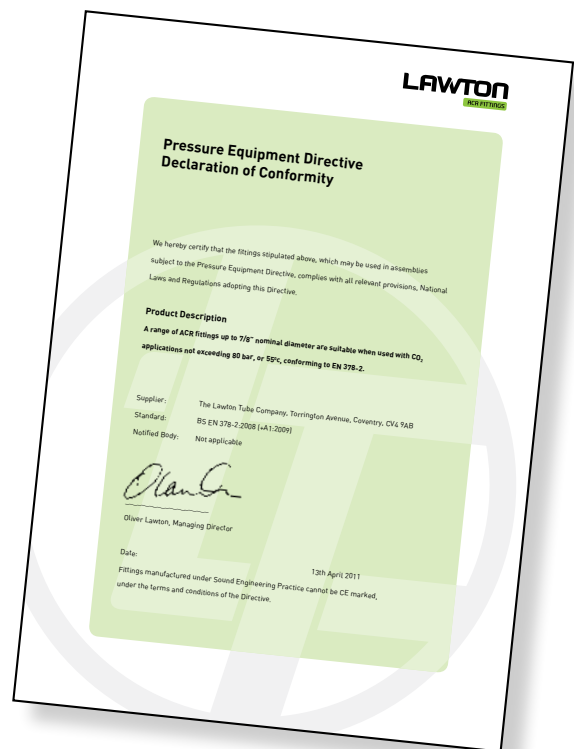 LAWTON
ACR FITTINGS
Pressure Equipment Directive
Declaration of Conformity
We hereby certify that the fittings stipulated above, which may be used in assemblies
subject to the Pressure Equipment Directive, complies with all relevant provisions, National
Laws and Regulations adopting this Directive.
Product Description
A range of ACR fittings up to 7/8" nominal diameter are suitable when used with CO₂
applications not exceeding 80 bar, or 55ºc, conforming to EN 378-2.
Supplier: The Lawton Tube Company, Torrington Avenue, Coventry, CV4 9AB
Standard: BS EN 378-2:2008 (+A1:2009)
Notified Body: Not applicable
Oliver Lawton, Managing Director
Date: 13th April 2011
Fittings manufactured under Sound Engineering Practice cannot be CE marked,
under the terms and conditions of the Directive.